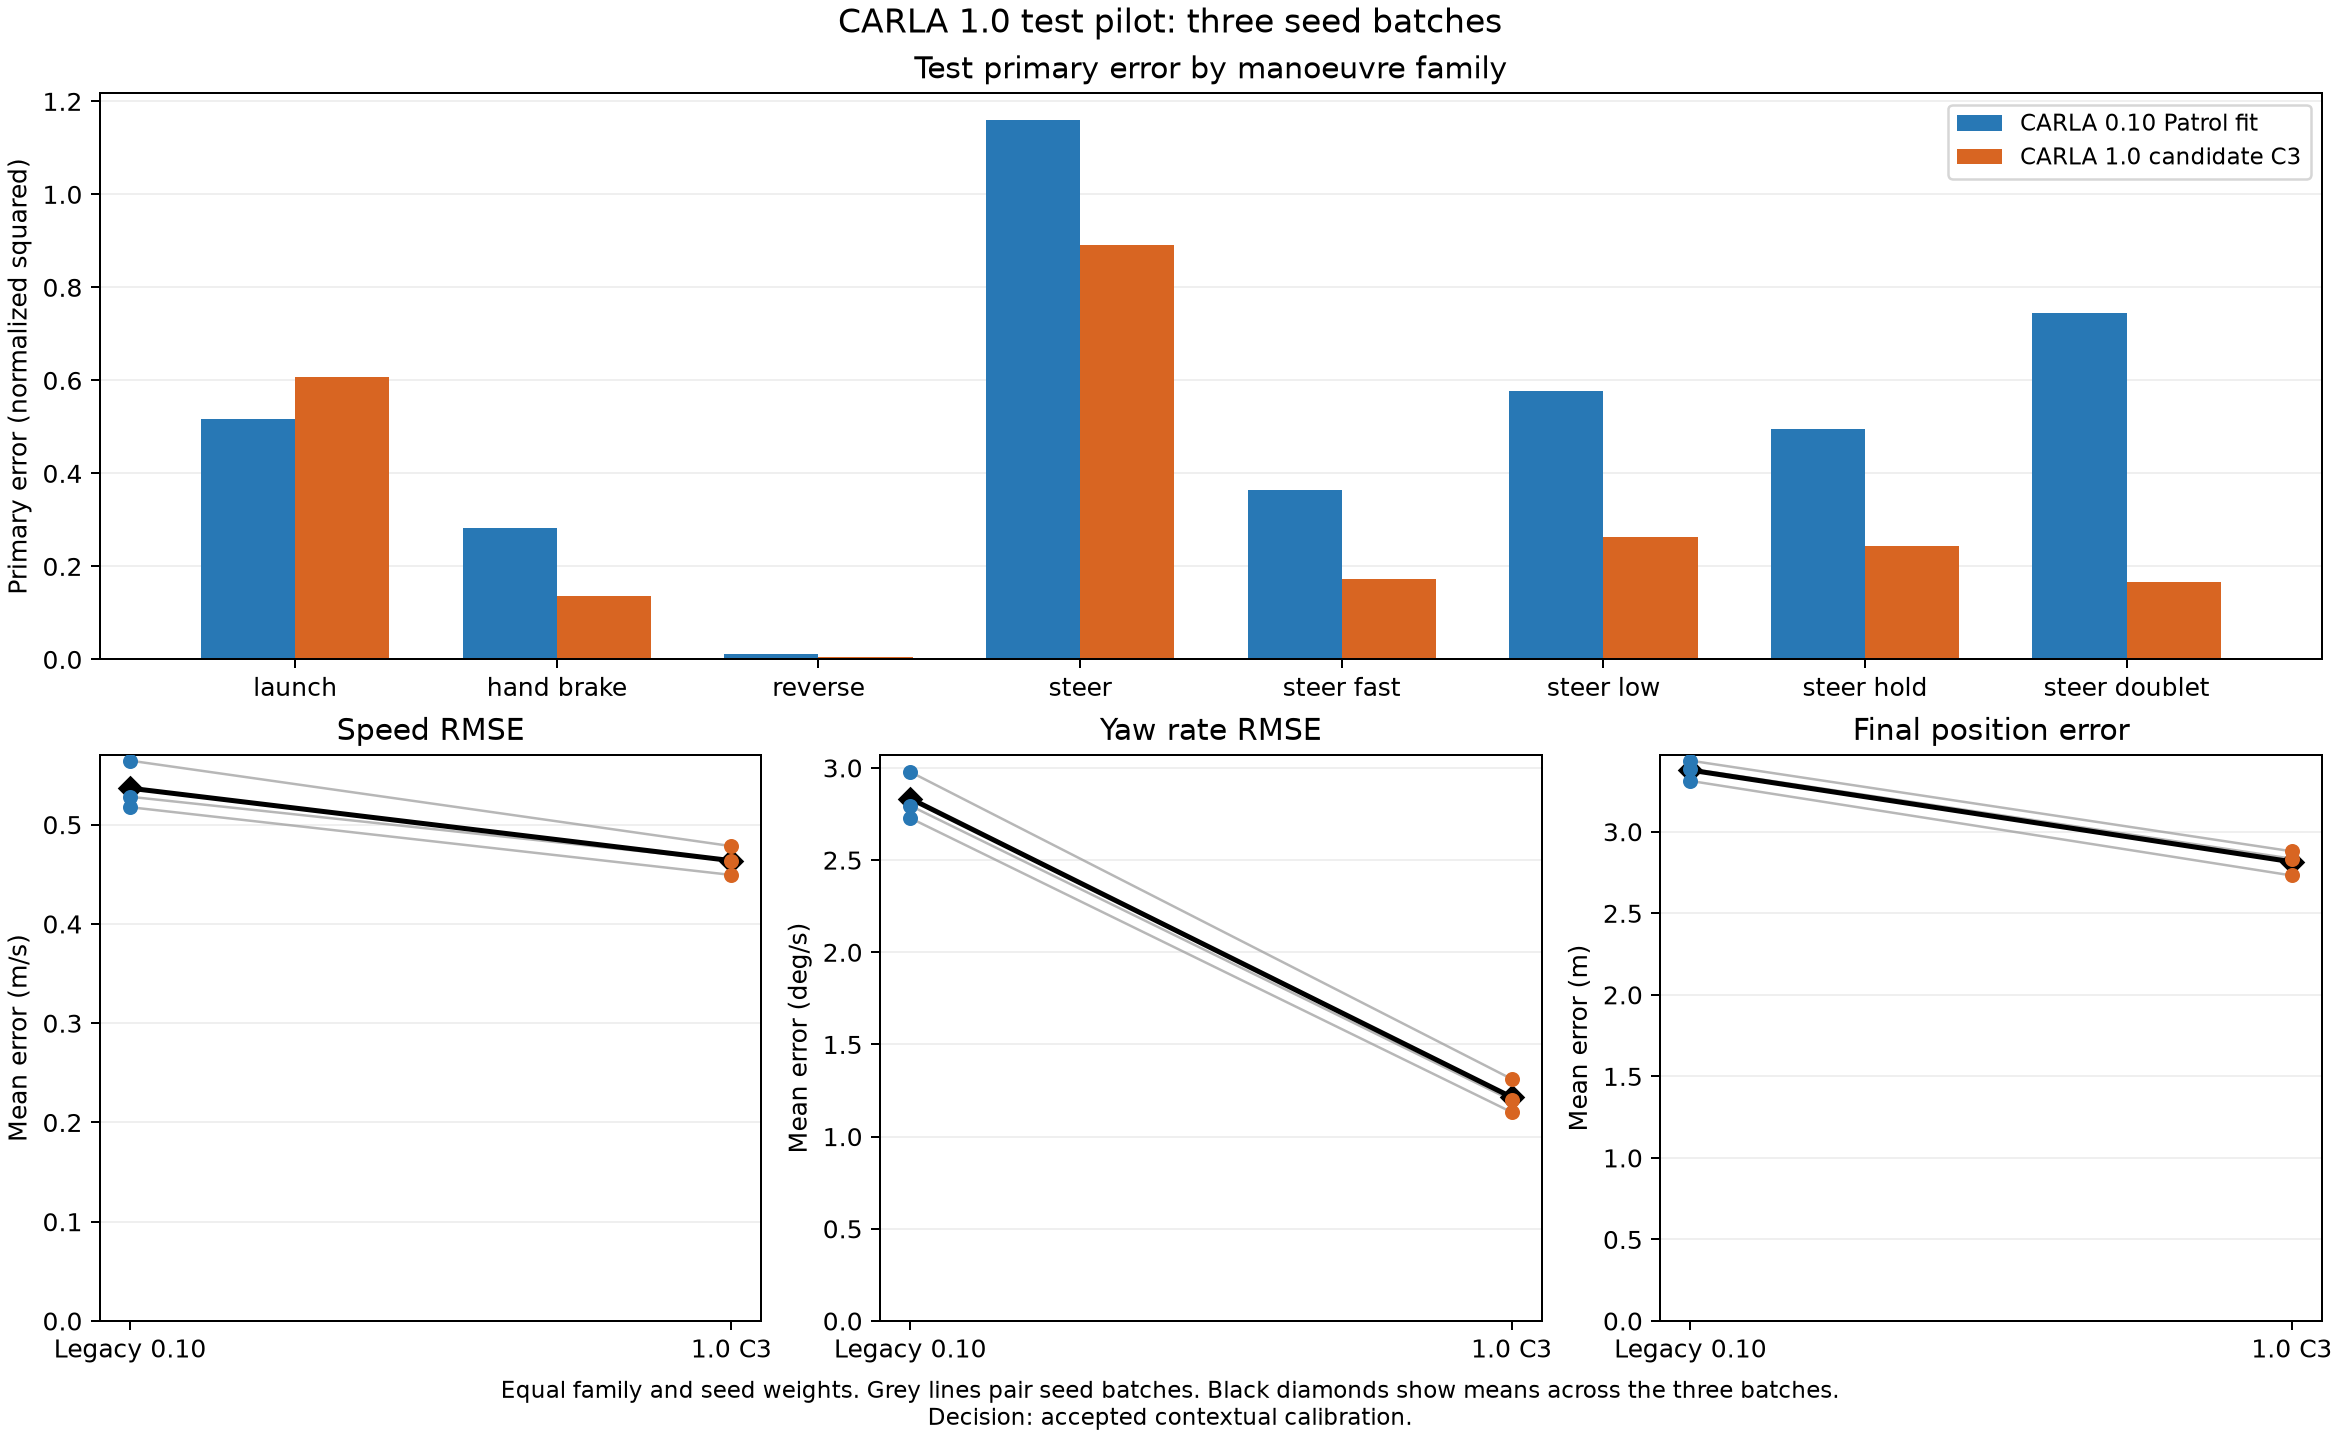 CARLA 1.0 test pilot: three seed batches
Test primary error by manoeuvre family
Primary error (normalized squared)
1.2
1.0
0.8
0.6
0.4
0.2
0.0
CARLA 0.10 Patrol fit
CARLA 1.0 candidate C3
launch
hand brake
reverse
steer
steer fast
steer low
steer hold
steer doublet
Speed RMSE
Mean error (m/s)
0.5
0.4
0.3
0.2
0.1
0.0
Legacy 0.10
1.0 C3
Yaw rate RMSE
Mean error (deg/s)
3.0
2.5
2.0
1.5
1.0
0.5
0.0
Legacy 0.10
1.0 C3
Final position error
Mean error (m)
3.0
2.5
2.0
1.5
1.0
0.5
0.0
Legacy 0.10
1.0 C3
Equal family and seed weights. Grey lines pair seed batches. Black diamonds show means across the three batches.
Decision: accepted contextual calibration.